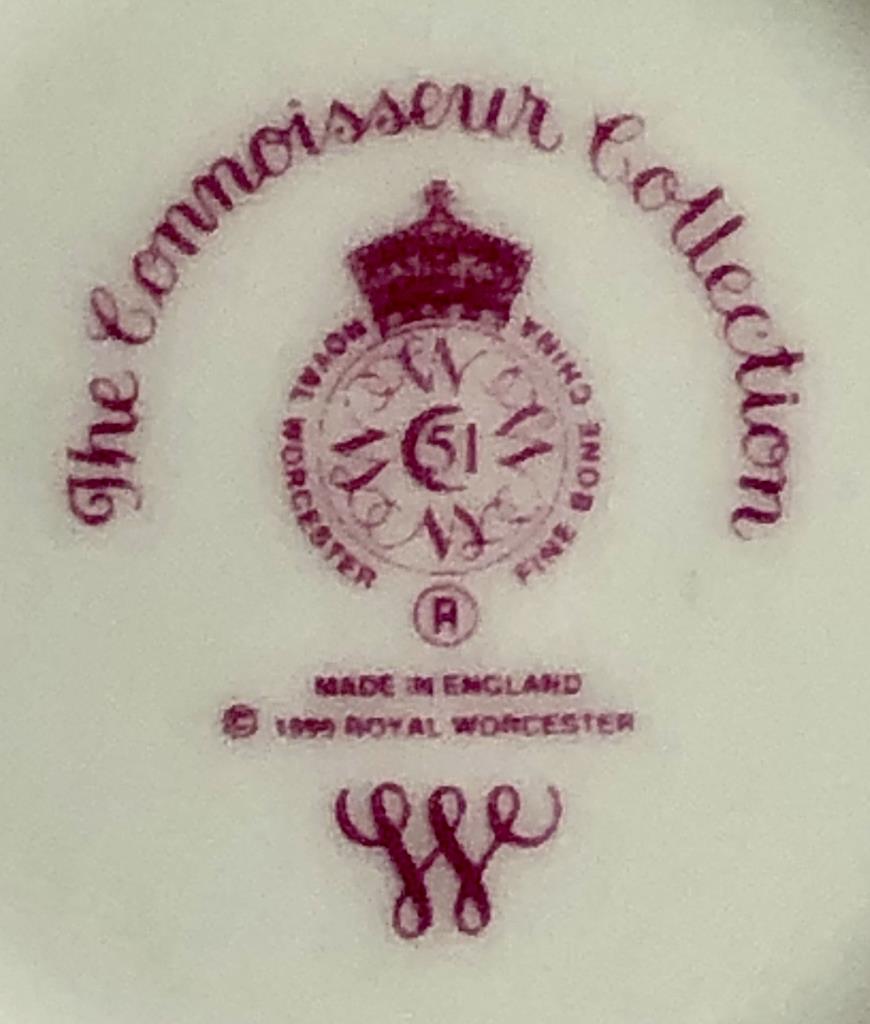 The Connoisseur Collection
ROYAL WORCESTER
FINE BONE CHINA
W W W W
C 51
R
MADE IN ENGLAND
© 1999 ROYAL WORCESTER
W